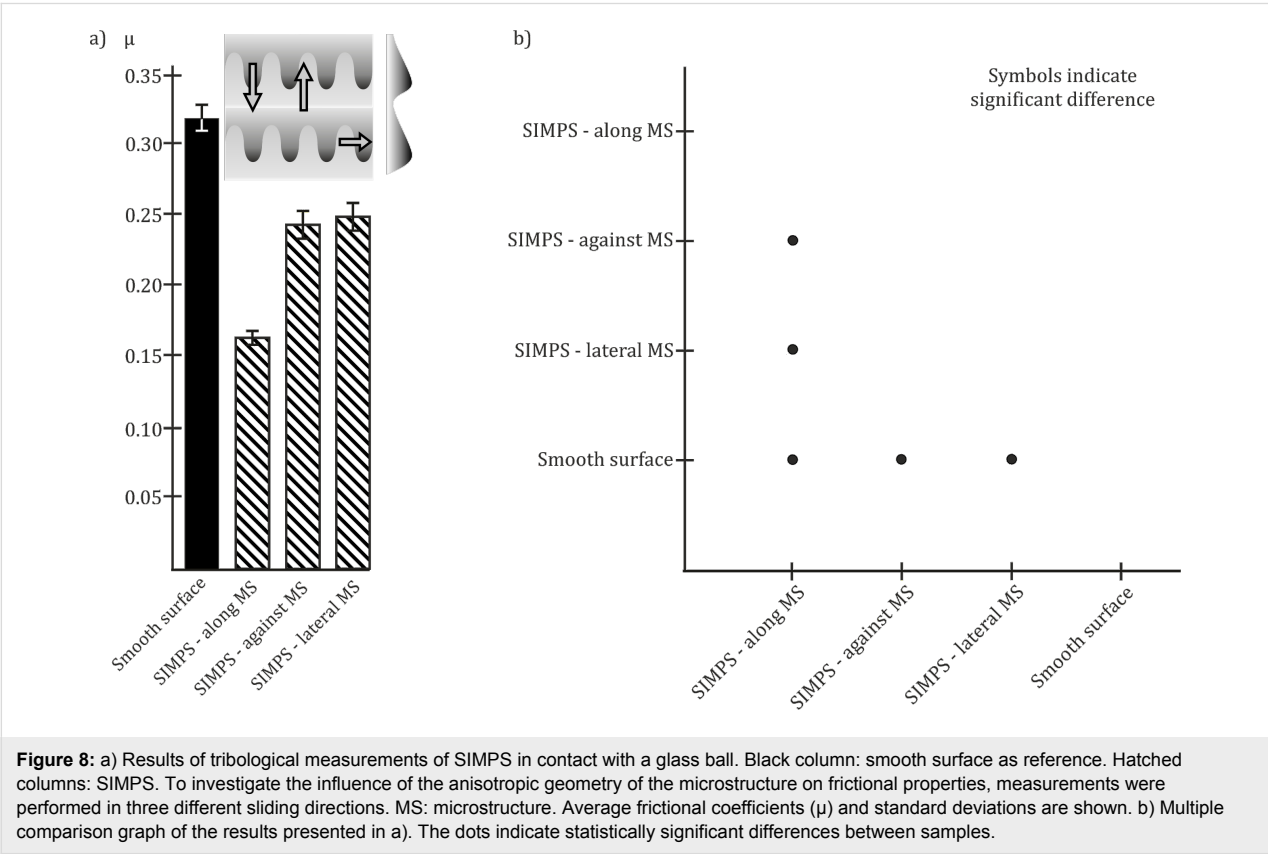 a) μ
0.35
0.30
0.25
0.20
0.15
0.10
0.05
Smooth surface
SIMPS - along MS
SIMPS - against MS
SIMPS - lateral MS
b)
Symbols indicate
significant difference
SIMPS - along MS
SIMPS - against MS
SIMPS - lateral MS
Smooth surface
SIMPS - along MS
SIMPS - against MS
SIMPS - lateral MS
Smooth surface
Figure 8: a) Results of tribological measurements of SIMPS in contact with a glass ball. Black column: smooth surface as reference. Hatched
columns: SIMPS. To investigate the influence of the anisotropic geometry of the microstructure on frictional properties, measurements were
performed in three different sliding directions. MS: microstructure. Average frictional coefficients (μ) and standard deviations are shown. b) Multiple
comparison graph of the results presented in a). The dots indicate statistically significant differences between samples.